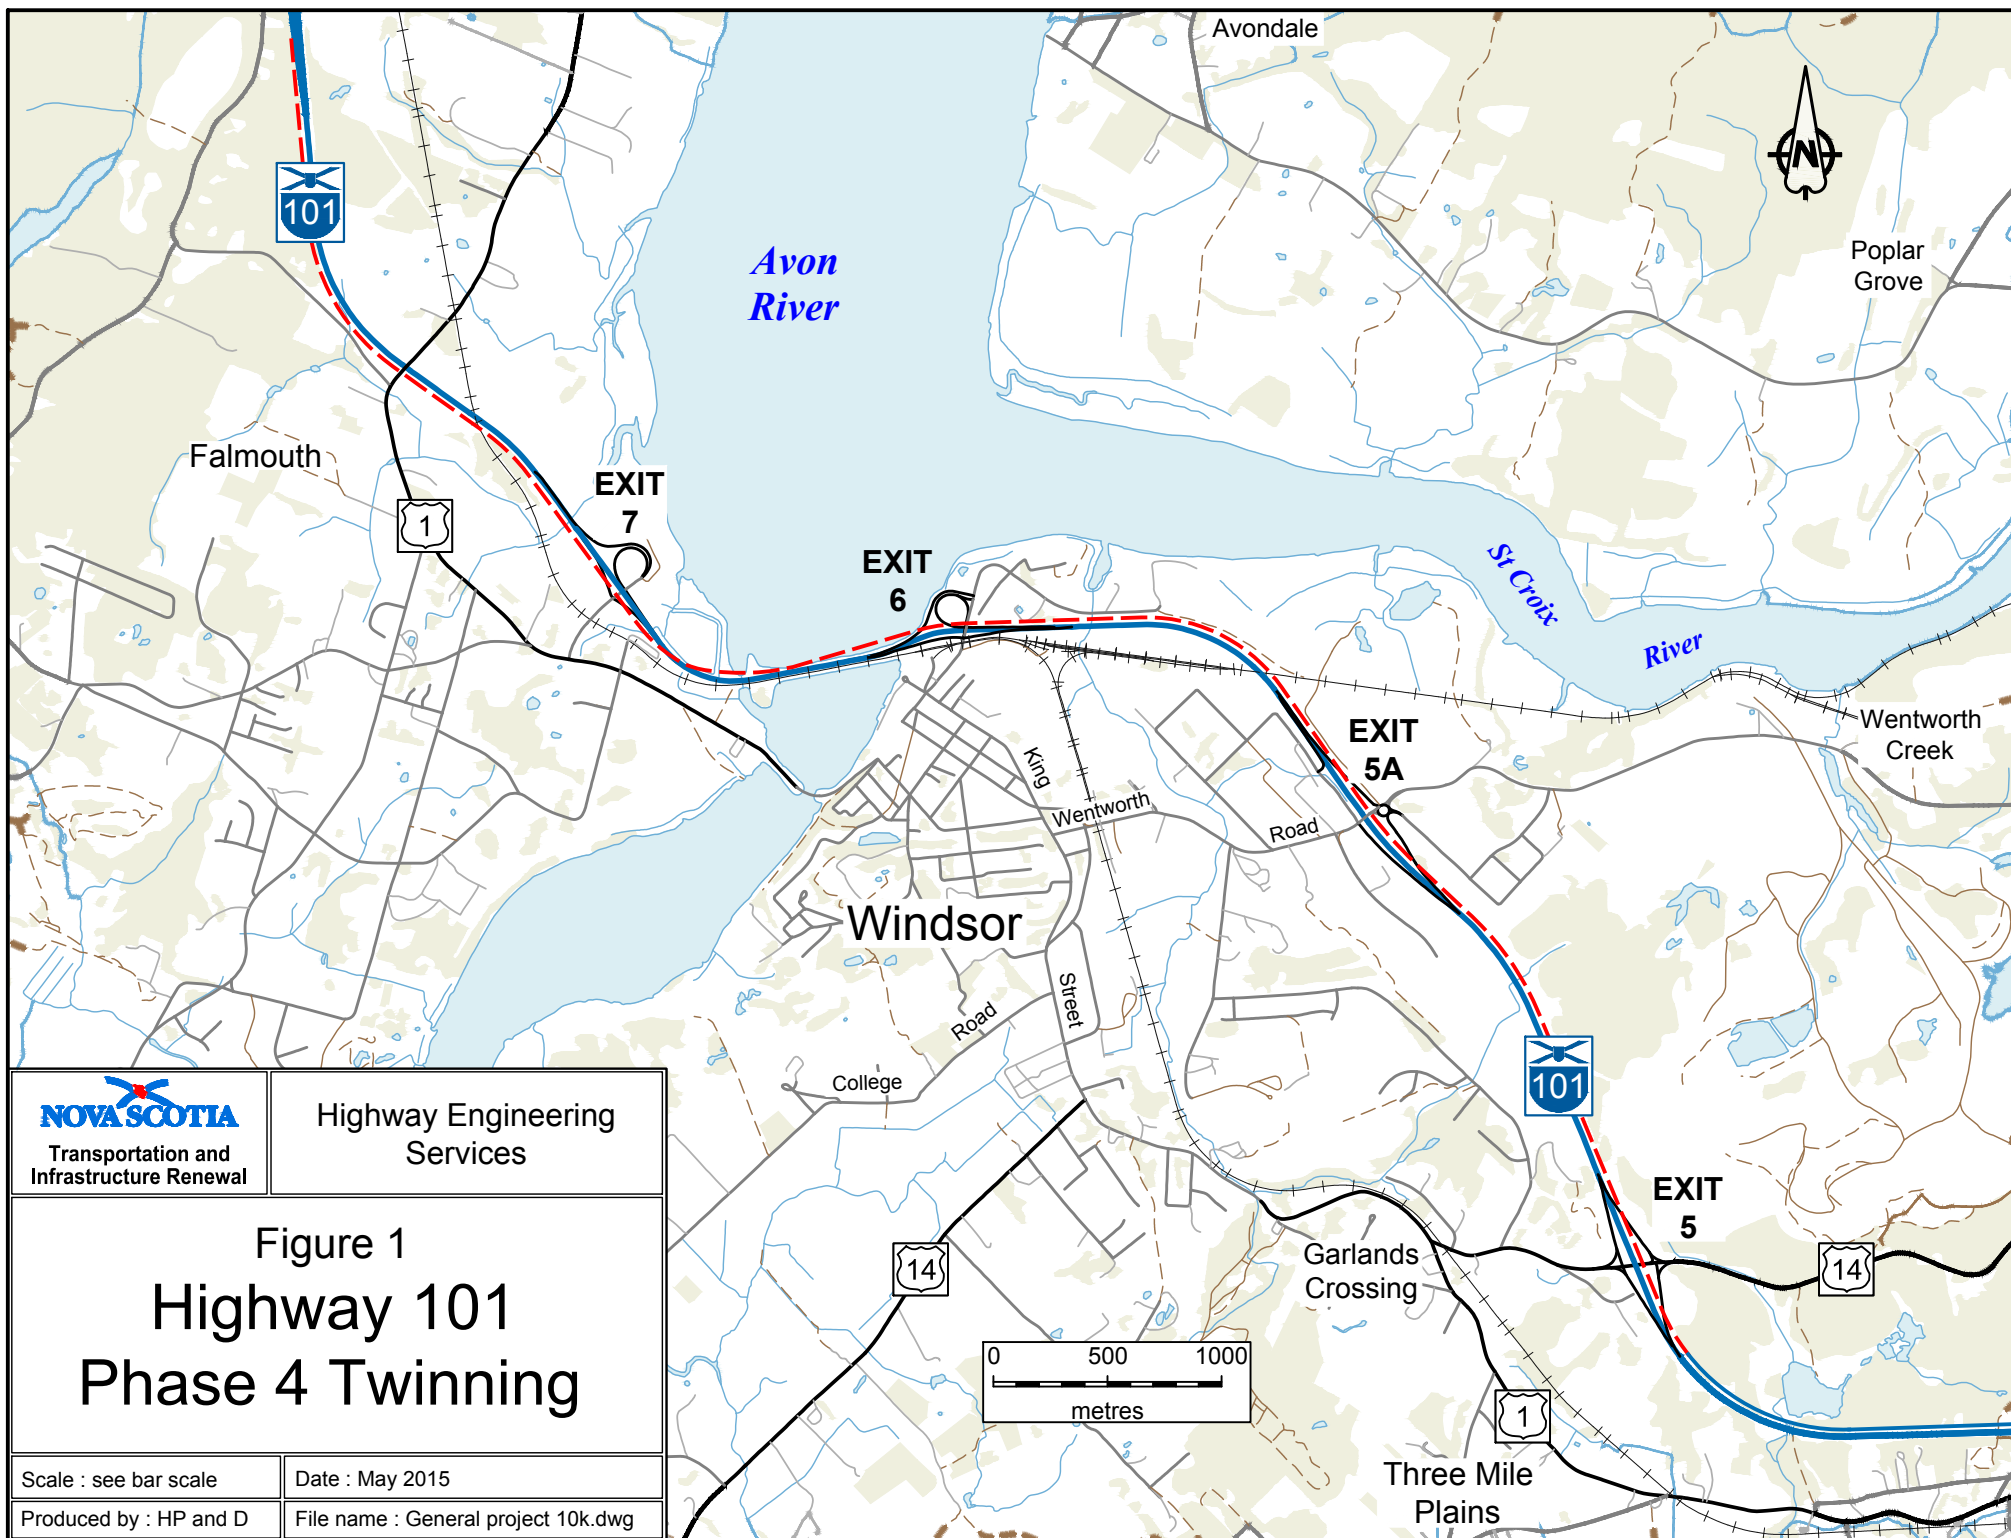 Avondale
Avon
River
Poplar
Grove
101
Falmouth
EXIT
7
1
EXIT
6
St Croix
River
Wentworth
Creek
EXIT
5A
King
Wentworth
Road
Windsor
Street
Road
College
101
EXIT
5
14
Garlands
Crossing
14
0 500 1000
metres
1
Three Mile
Plains
N
NOVA SCOTIA
Transportation and
Infrastructure Renewal
Highway Engineering
Services
Figure 1
Highway 101
Phase 4 Twinning
Scale : see bar scale
Date : May 2015
Produced by : HP and D
File name : General project 10k.dwg